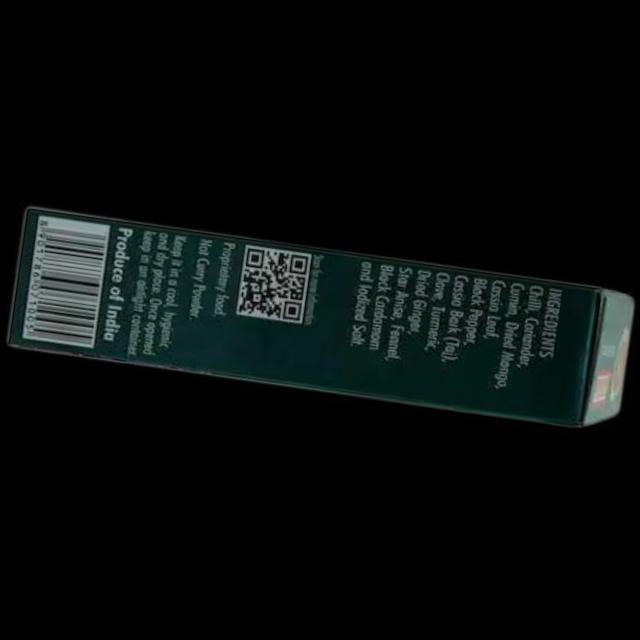 INGREDIENTS
Chilli, Coriander,
Cumin, Dried Mango,
Cassia Leaf,
Black Pepper,
Cassia Bark (Taj),
Clove, Turmeric,
Dried Ginger,
Star Anise, Fennel,
Black Cardamom
and Iodized Salt
Proprietary Food.
Not Curry Powder.
Keep in a cool, hygienic,
and dry place. Once opened
keep in an airtight container.
Produce of India